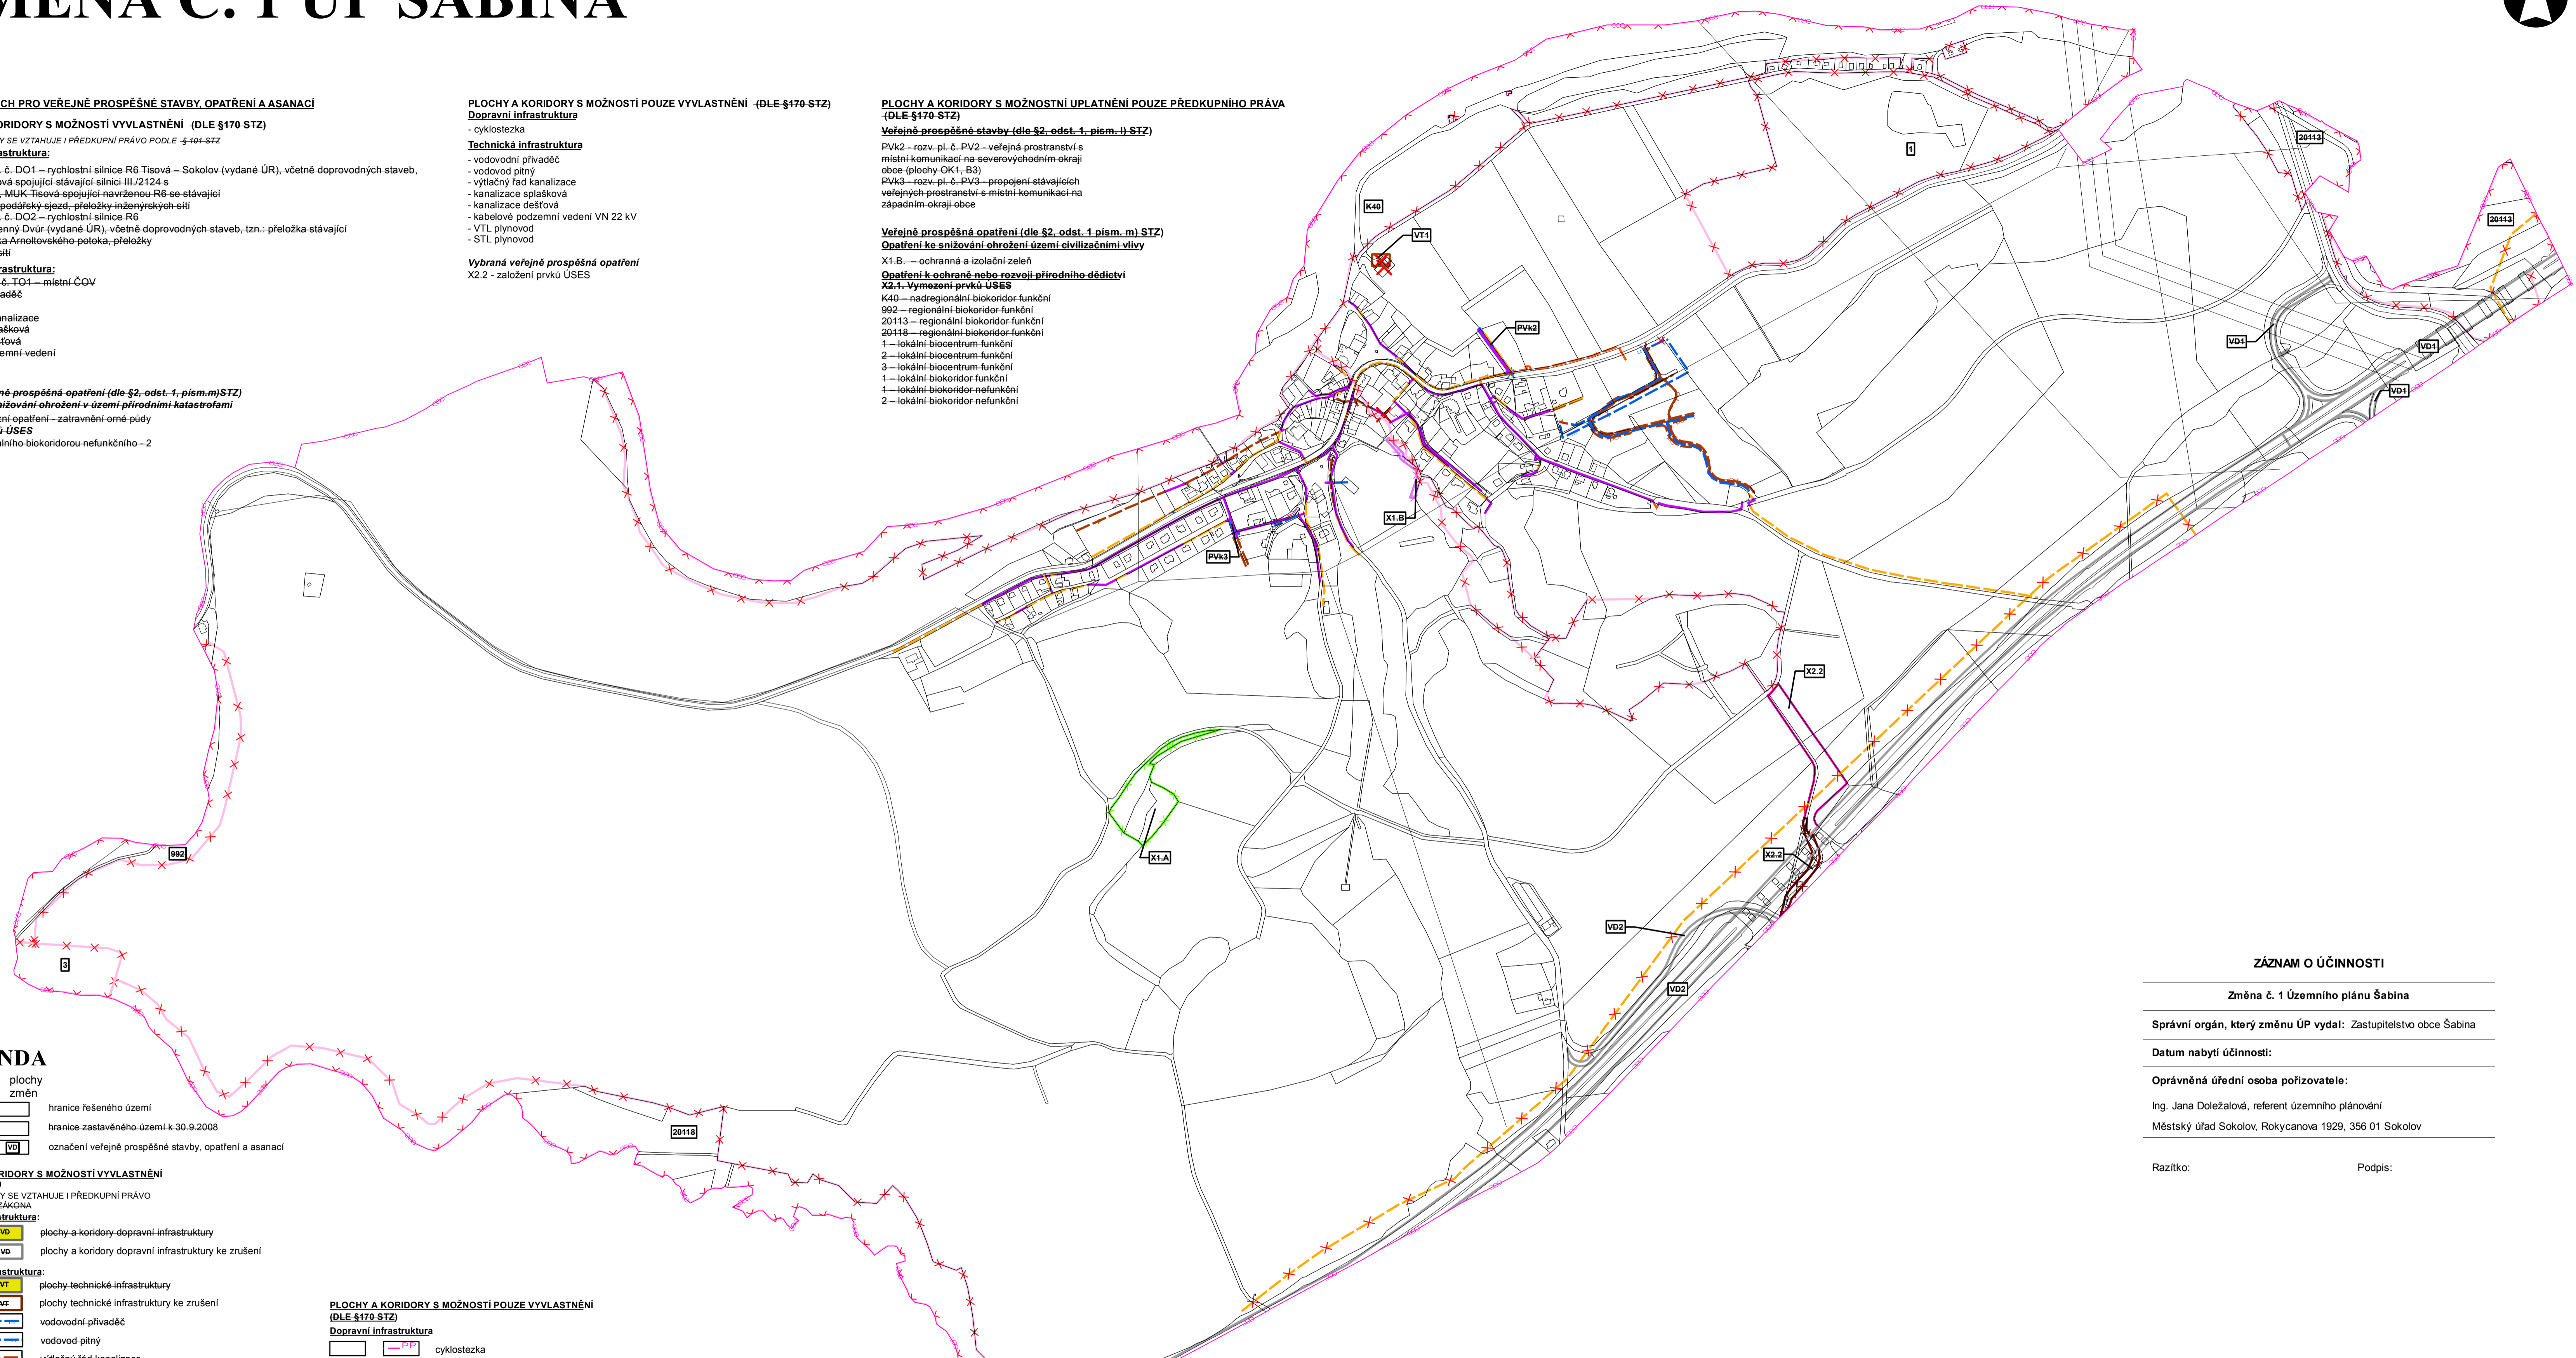 MĚNA Č. 1 ÚP ŠABINA
CH PRO VEŘEJNĚ PROSPĚŠNÉ STAVBY, OPATŘENÍ A ASANACÍ
ORIDORY S MOŽNOSTÍ VYVLASTNĚNÍ (DLE §170 STZ)
Y SE VZTAHUJE I PŘEDKUPNÍ PRÁVO PODLE § 101 STZ
astruktura:
. č. DO1 – rychlostní silnice R6 Tisová – Sokolov (vydané ÚR), včetně doprovodných staveb,
ová spojující stávající silnici III./2124 s
, MUK Tisová spojující navrženou R6 se stávající
podářský sjezd, přeložky inženýrských sítí
. č. DO2 – rychlostní silnice R6
enný Dvůr (vydané ÚR), včetně doprovodných staveb, tzn.: přeložka stávající
ka Arnoltovského potoka, přeložky
sítí
rastruktura:
č. TO1 – místní ČOV
aděč
nalizace
ašková
šťová
emní vedení
ně prospěšná opatření (dle §2, odst. 1, písm.m)STZ)
nižování ohrožení v území přírodními katastrofami
zní opatření - zatravnění orné půdy
ů ÚSES
álního biokoridorou nefunkčního - 2
PLOCHY A KORIDORY S MOŽNOSTÍ POUZE VYVLASTNĚNÍ (DLE §170 STZ)
Dopravní infrastruktura
- cyklostezka
Technická infrastruktura
- vodovodní přivaděč
- vodovod pitný
- výtlačný řad kanalizace
- kanalizace splašková
- kanalizace dešťová
- kabelové podzemní vedení VN 22 kV
- VTL plynovod
- STL plynovod
Vybraná veřejně prospěšná opatření
X2.2 - založení prvků ÚSES
PLOCHY A KORIDORY S MOŽNOSTNÍ UPLATNĚNÍ POUZE PŘEDKUPNÍHO PRÁVA
(DLE §170 STZ)
Veřejně prospěšné stavby (dle §2, odst. 1, písm. l) STZ)
PVk2 - rozv. pl. č. PV2 - veřejná prostranství s
místní komunikací na severovýchodním okraji
obce (plochy OK1, B3)
PVk3 - rozv. pl. č. PV3 - propojení stávajících
veřejných prostranství s místní komunikací na
západním okraji obce
Veřejně prospěšná opatření (dle §2, odst. 1 písm. m) STZ)
Opatření ke snižování ohrožení území civilizačními vlivy
X1.B. – ochranná a izolační zeleň
Opatření k ochraně nebo rozvoji přírodního dědictví
X2.1. Vymezení prvků ÚSES
K40 – nadregionální biokoridor funkční
992 – regionální biokoridor funkční
20113 – regionální biokoridor funkční
20118 – regionální biokoridor funkční
1 – lokální biocentrum funkční
2 – lokální biocentrum funkční
3 – lokální biocentrum funkční
1 – lokální biokoridor funkční
1 – lokální biokoridor nefunkční
2 – lokální biokoridor nefunkční
20113
1
K40
20113
VT1
PVk2
VD1
VD1
VD1
X1.B
PVk3
X2.2
X1.A
992
X2.2
VD2
3
VD2
20118
ZÁZNAM O ÚČINNOSTI
Změna č. 1 Územního plánu Šabina
Správní orgán, který změnu ÚP vydal: Zastupitelstvo obce Šabina
Datum nabytí účinnosti:
Oprávněná úřední osoba pořizovatele:
Ing. Jana Doležalová, referent územního plánování
Městský úřad Sokolov, Rokycanova 1929, 356 01 Sokolov
Razítko: Podpis:
NDA
plochy
změn
hranice řešeného území
hranice zastavěného území k 30.9.2008
VD označení veřejně prospěšné stavby, opatření a asanací
RIDORY S MOŽNOSTÍ VYVLASTNĚNÍ
)
Y SE VZTAHUJE I PŘEDKUPNÍ PRÁVO
ZÁKONA
struktura:
VD plochy a koridory dopravní infrastruktury
VD plochy a koridory dopravní infrastruktury ke zrušení
astruktura:
VT plochy technické infrastruktury
VT plochy technické infrastruktury ke zrušení
vodovodní přivaděč
vodovod pitný
výtlačný řád kanalizace
PLOCHY A KORIDORY S MOŽNOSTÍ POUZE VYVLASTNĚNÍ
(DLE §170 STZ)
Dopravní infrastruktura
PP cyklostezka